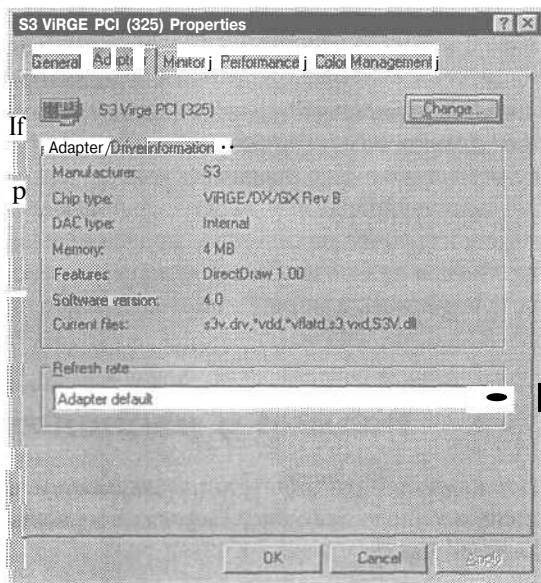 S3 ViRGE PCI (325) Properties
General Adapter Monitor Performance Color Management
S3 Virge PCI (325)
Change...
If
Adapter/Driver information
p
Manufacturer: S3
Chip type: ViRGE/DX/GX Rev B
DAC type: Internal
Memory: 4 MB
Features: DirectDraw 1.00
Software version: 4.0
Current files: s3v.drv,*vdd,*vflatd,s3.vxd,S3V.dll
Refresh rate
Adapter default
OK Cancel Apply